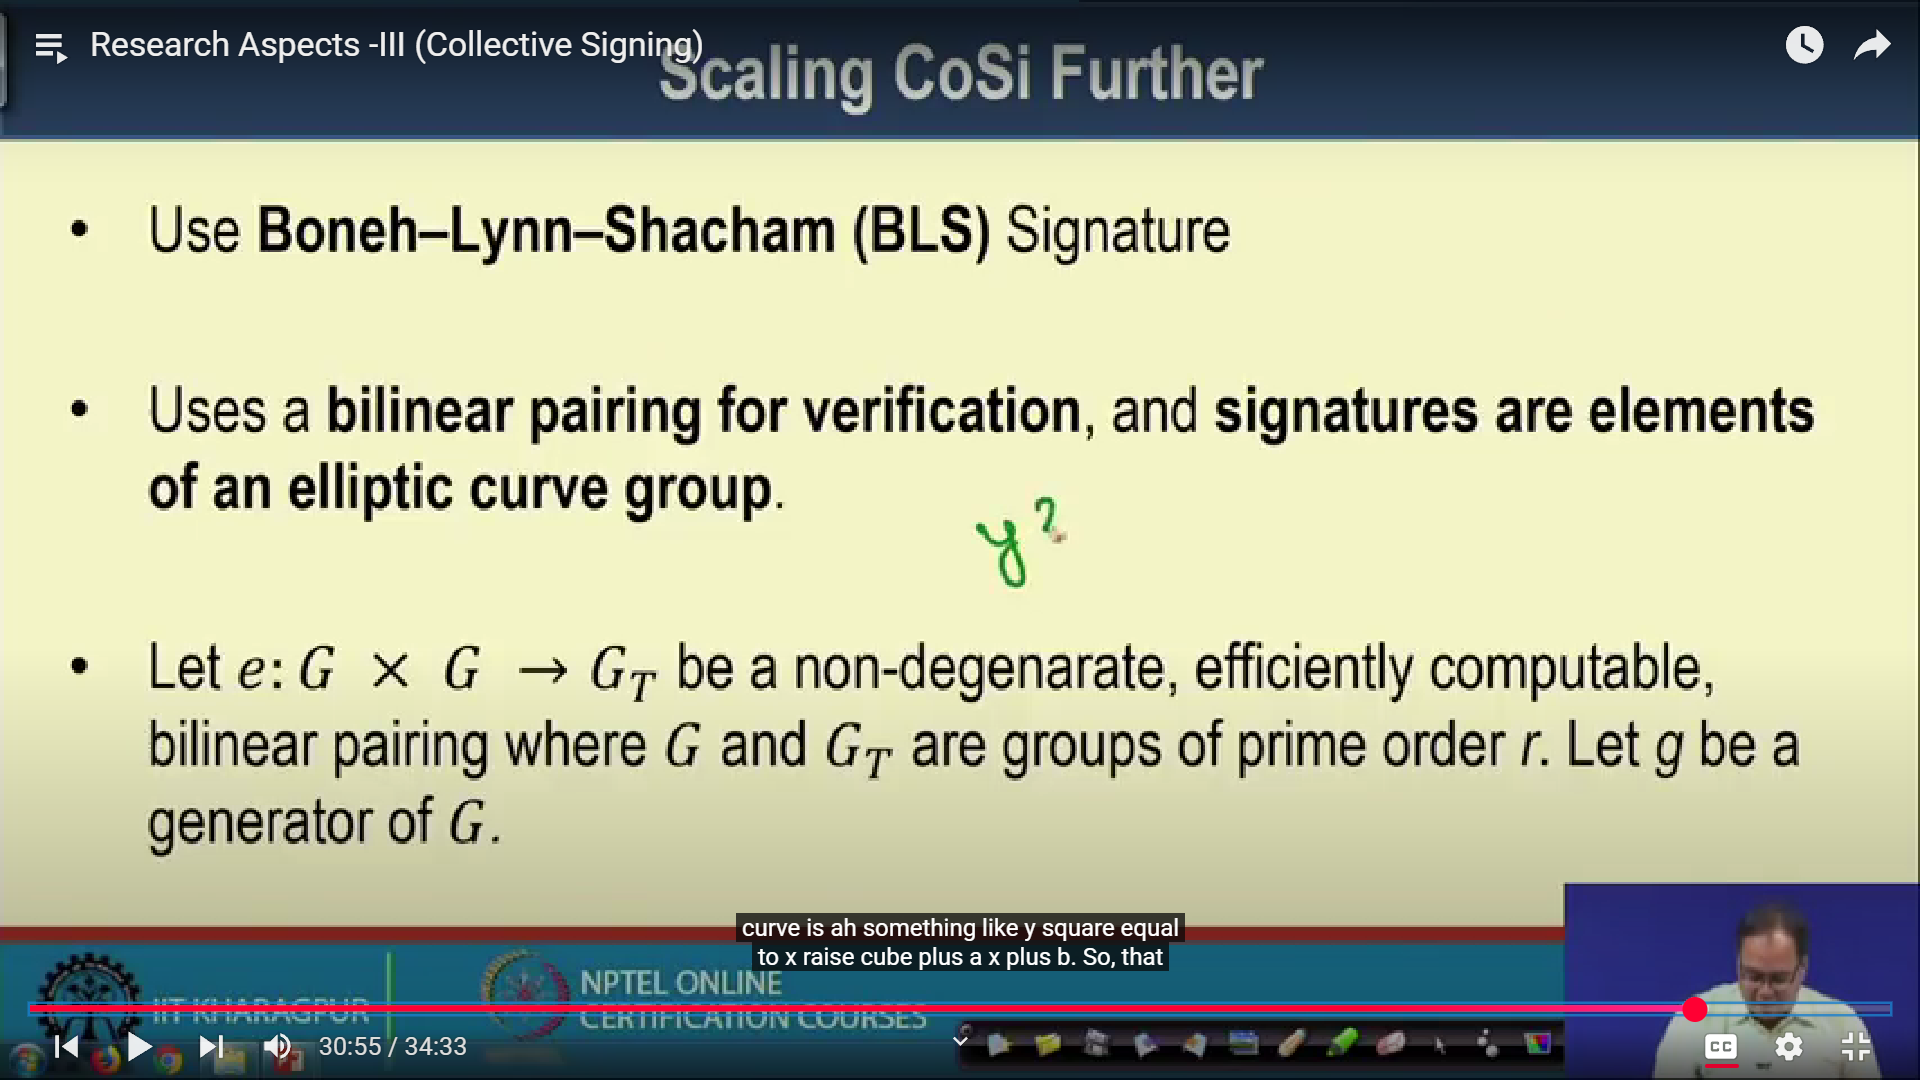 Research Aspects -III (Collective Signing)
Scaling CoSi Further
• Use Boneh–Lynn–Shacham (BLS) Signature
• Uses a bilinear pairing for verification, and signatures are elements
of an elliptic curve group.
y²
• Let e: G × G → G_T be a non-degenarate, efficiently computable,
bilinear pairing where G and G_T are groups of prime order r. Let g be a
generator of G.
curve is ah something like y square equal
to x raise cube plus a x plus b. So, that
IIT KHARAGPUR
NPTEL ONLINE
CERTIFICATION COURSES
30:55 / 34:33
CC